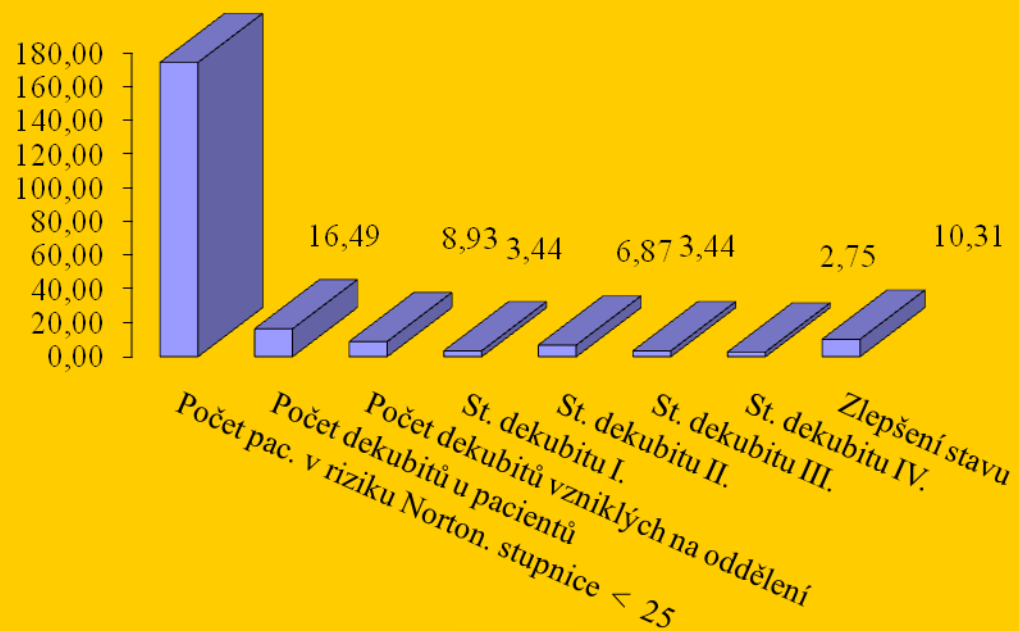 180,00
160,00
140,00
120,00
100,00
80,00
60,00
40,00
20,00
0,00
16,49
8,93
3,44
6,87
3,44
2,75
10,31
Počet pac. v riziku Norton. stupnice < 25
Počet dekubitů u pacientů
Počet dekubitů vzniklých na oddělení
St. dekubitu I.
St. dekubitu II.
St. dekubitu III.
St. dekubitu IV.
Zlepšení stavu